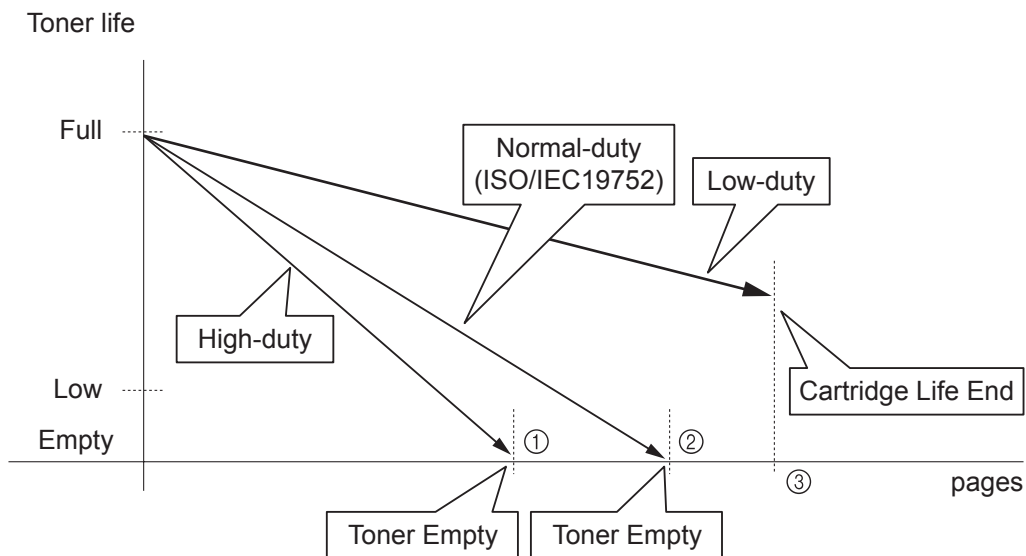 Toner life
Full
Normal-duty
(ISO/IEC19752)
Low-duty
High-duty
Low
Cartridge Life End
Empty
①
②
③
pages
Toner Empty
Toner Empty